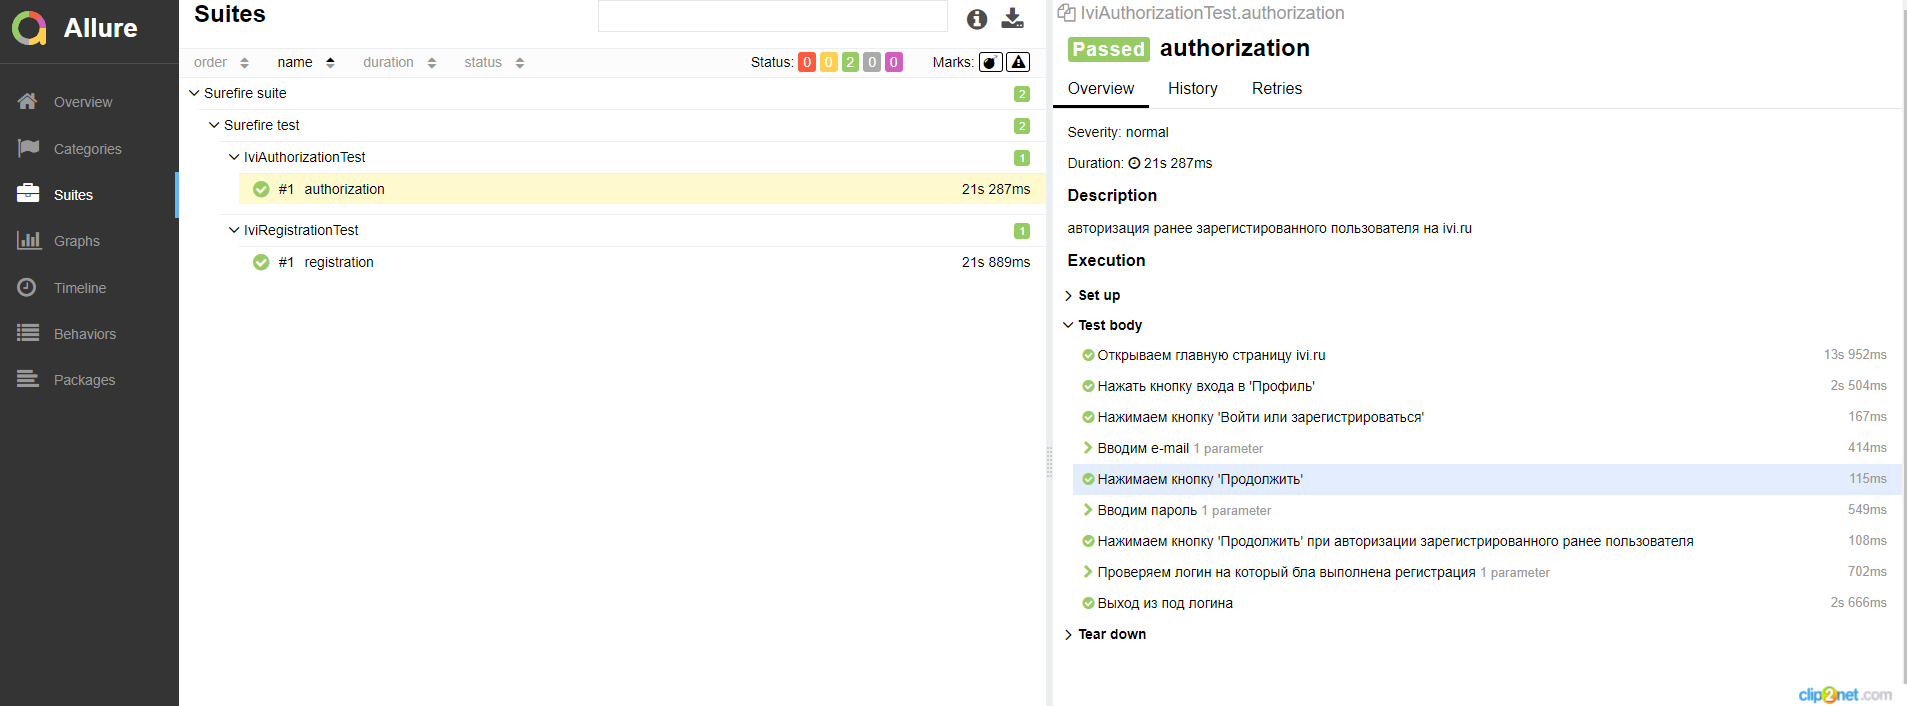 Allure
Overview
Categories
Suites
Graphs
Timeline
Behaviors
Packages
Suites
order name duration status Status: 0 0 2 0 0 Marks:
Surefire suite 2
Surefire test 2
IviAuthorizationTest 1
#1 authorization 21s 287ms
IviRegistrationTest 1
#1 registration 21s 889ms
IviAuthorizationTest.authorization
Passed authorization
Overview History Retries
Severity: normal
Duration: 21s 287ms
Description
авторизация ранее зарегистированного пользователя на ivi.ru
Execution
Set up
Test body
Открываем главную страницу ivi.ru 13s 952ms
Нажать кнопку входа в 'Профиль' 2s 504ms
Нажимаем кнопку 'Войти или зарегистрироваться' 167ms
Вводим e-mail 1 parameter 414ms
Нажимаем кнопку 'Продолжить' 115ms
Вводим пароль 1 parameter 549ms
Нажимаем кнопку 'Продолжить' при авторизации зарегистрированного ранее пользователя 108ms
Проверяем логин на который бла выполнена регистрация 1 parameter 702ms
Выход из под логина 2s 666ms
Tear down
clip2net.com